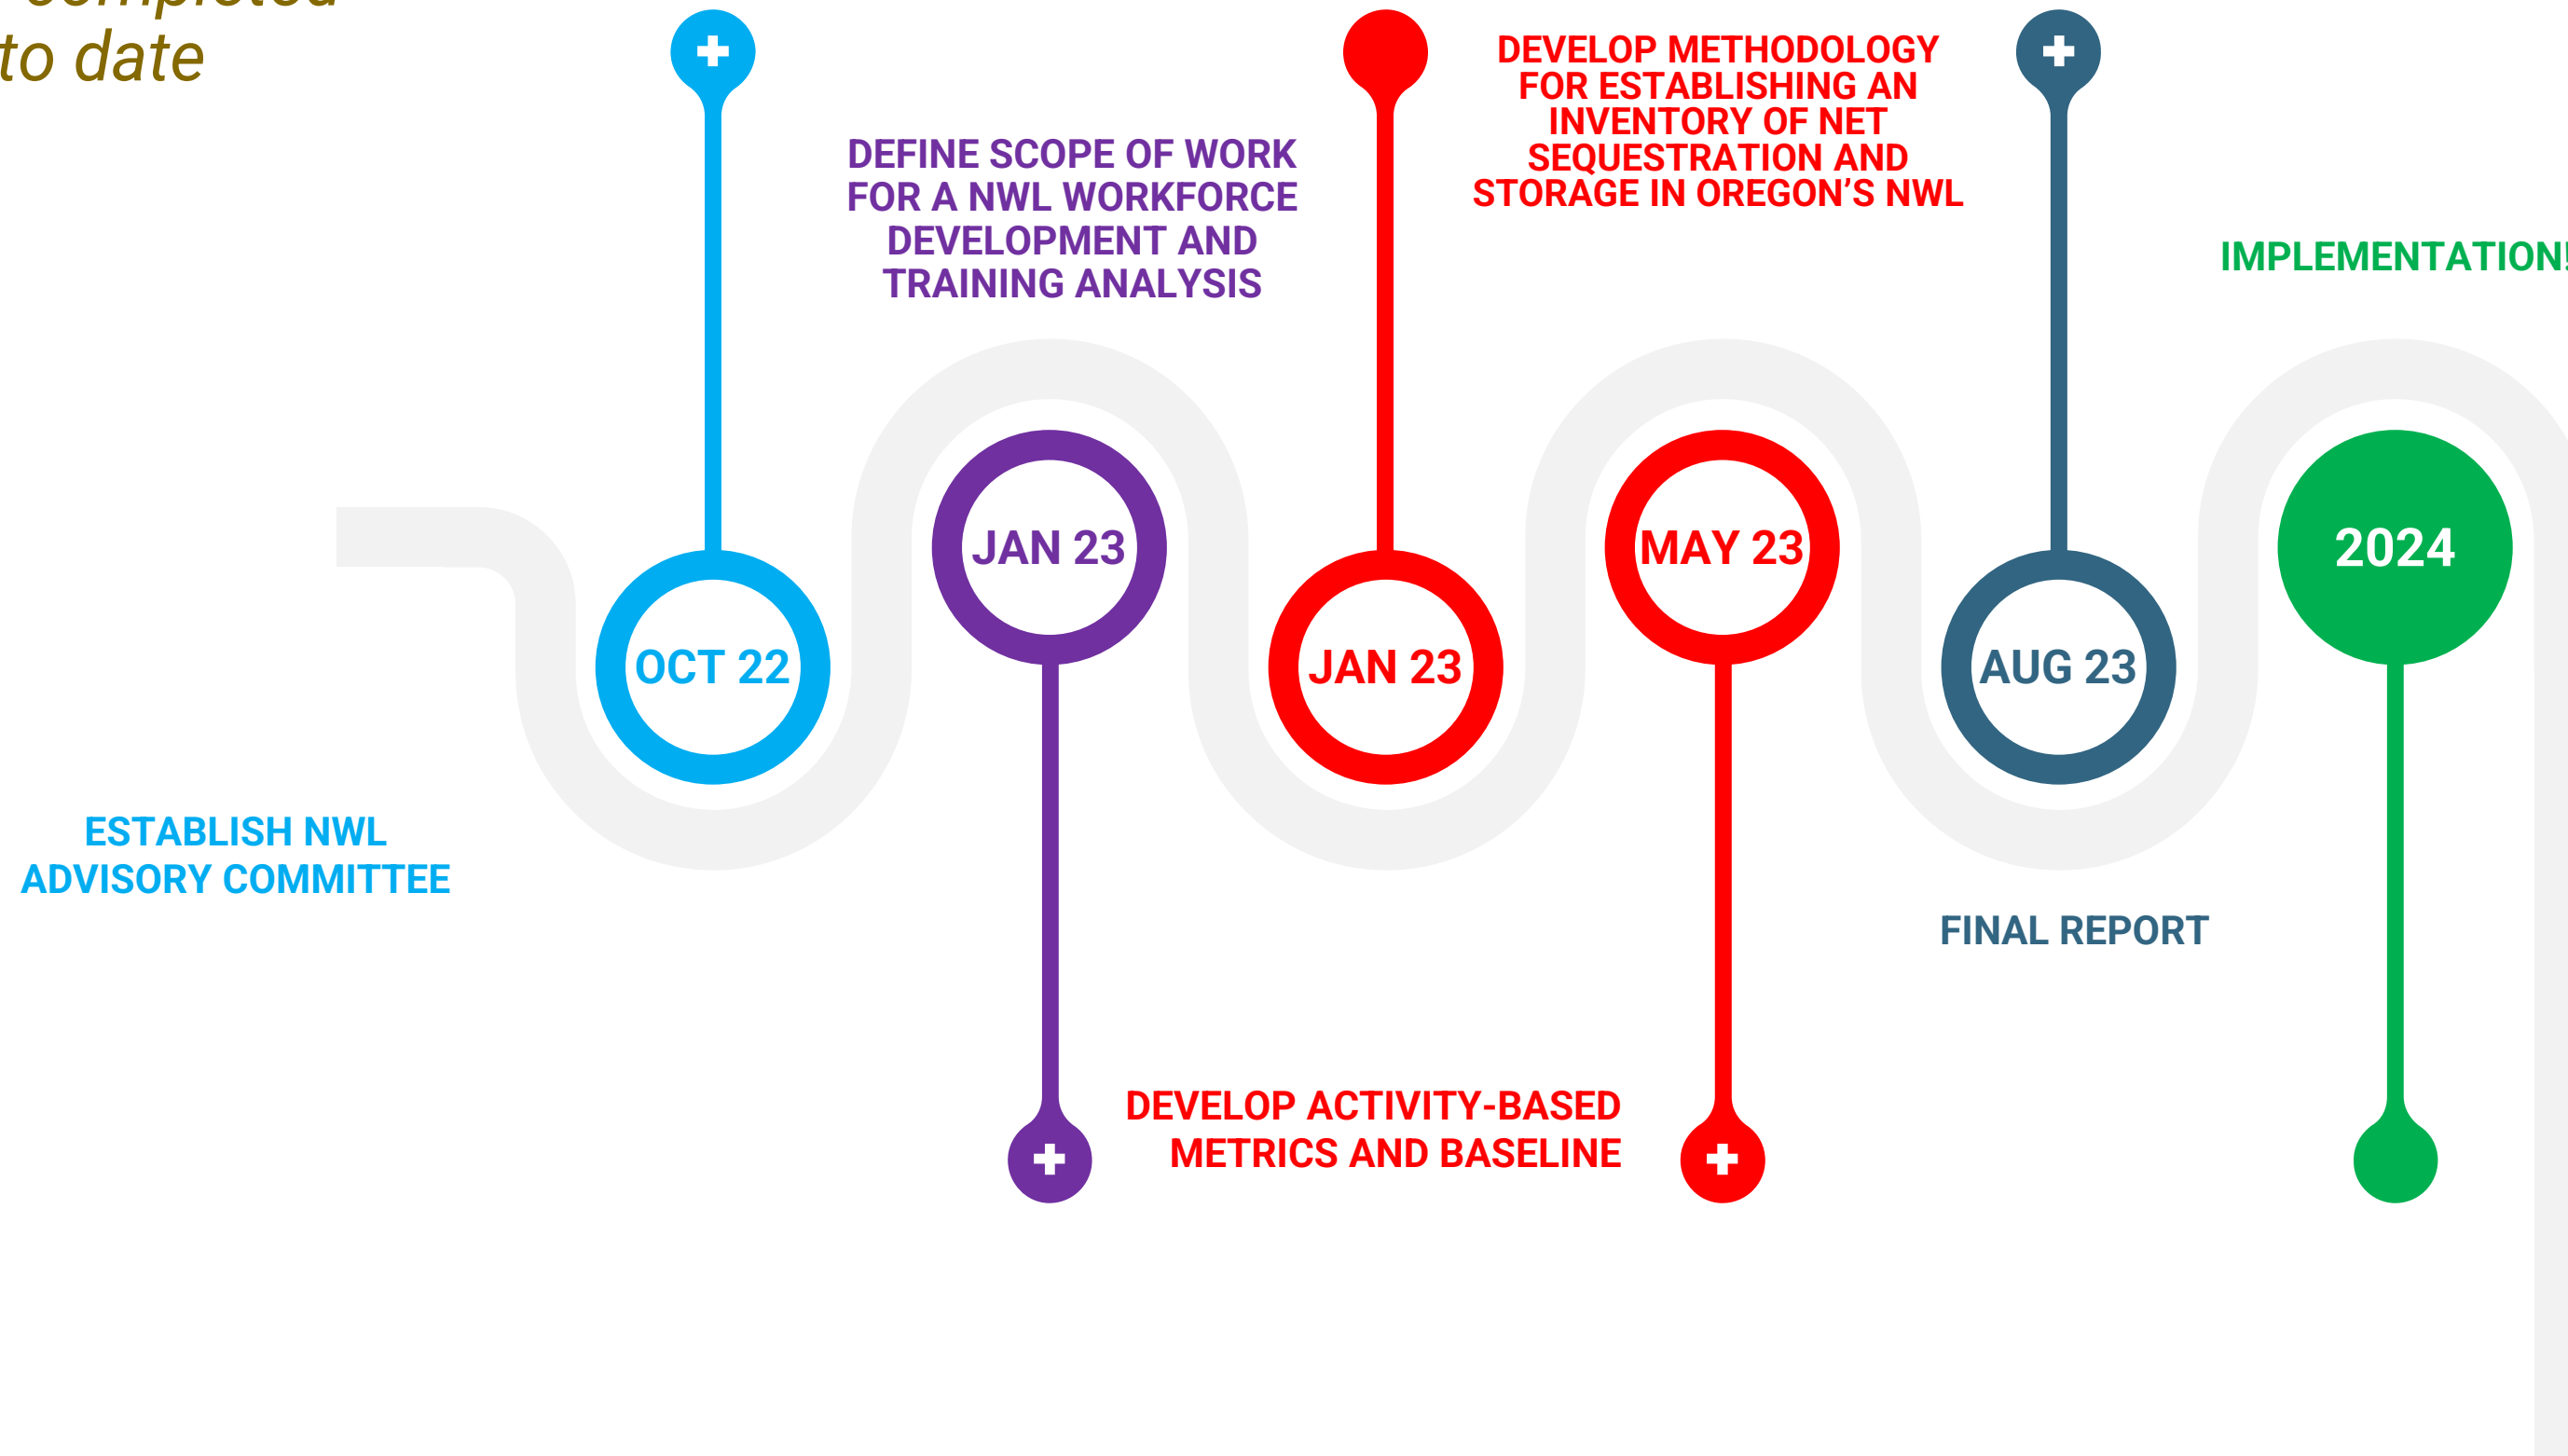 completed
to date
DEVELOP METHODOLOGY
FOR ESTABLISHING AN
INVENTORY OF NET
SEQUESTRATION AND
STORAGE IN OREGON’S NWL
DEFINE SCOPE OF WORK
FOR A NWL WORKFORCE
DEVELOPMENT AND
TRAINING ANALYSIS
IMPLEMENTATION!
OCT 22
JAN 23
JAN 23
MAY 23
AUG 23
2024
ESTABLISH NWL
ADVISORY COMMITTEE
FINAL REPORT
DEVELOP ACTIVITY-BASED
METRICS AND BASELINE